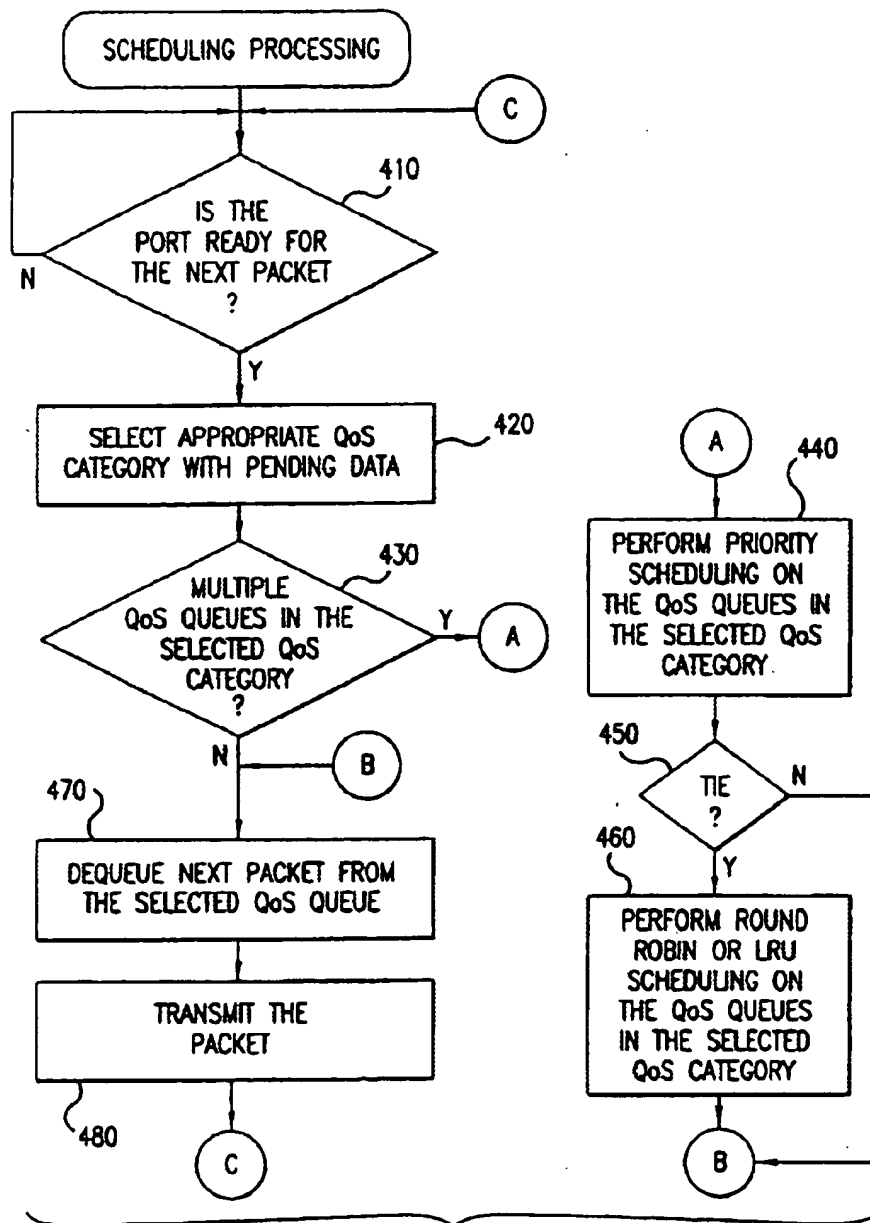 SCHEDULING PROCESSING
C
410
IS THE
PORT READY FOR
THE NEXT PACKET
?
N
Y
SELECT APPROPRIATE QoS
CATEGORY WITH PENDING DATA
420
430
MULTIPLE
QoS QUEUES IN THE
SELECTED QoS
CATEGORY
?
Y
A
N
B
470
DEQUEUE NEXT PACKET FROM
THE SELECTED QoS QUEUE
TRANSMIT THE
PACKET
480
C
A
440
PERFORM PRIORITY
SCHEDULING ON
THE QoS QUEUES IN
THE SELECTED QoS
CATEGORY
450
TIE
?
N
Y
460
PERFORM ROUND
ROBIN OR LRU
SCHEDULING ON
THE QoS QUEUES
IN THE SELECTED
QoS CATEGORY
B